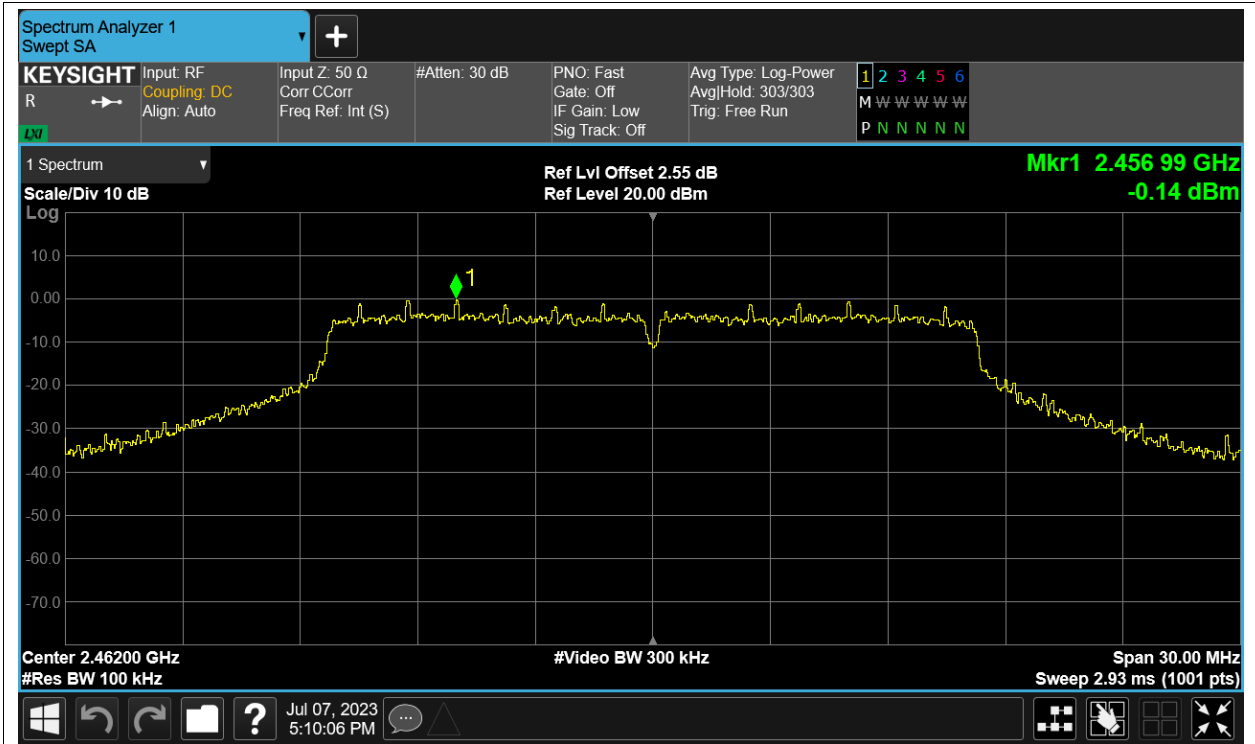 Spectrum Analyzer 1
Swept SA
KEYSIGHT
R
LXI
Input: RF
Coupling: DC
Align: Auto
Input Z: 50 Ω
Corr CCorr
Freq Ref: Int (S)
#Atten: 30 dB
PNO: Fast
Gate: Off
IF Gain: Low
Sig Track: Off
Avg Type: Log-Power
Avg|Hold: 303/303
Trig: Free Run
1 2 3 4 5 6
M W W W W W
P N N N N N
1 Spectrum
Scale/Div 10 dB
Log
Ref Lvl Offset 2.55 dB
Ref Level 20.00 dBm
Mkr1 2.456 99 GHz
-0.14 dBm
10.0
0.00
-10.0
-20.0
-30.0
-40.0
-50.0
-60.0
-70.0
1
Center 2.46200 GHz
#Res BW 100 kHz
#Video BW 300 kHz
Span 30.00 MHz
Sweep 2.93 ms (1001 pts)
?
Jul 07, 2023
5:10:06 PM